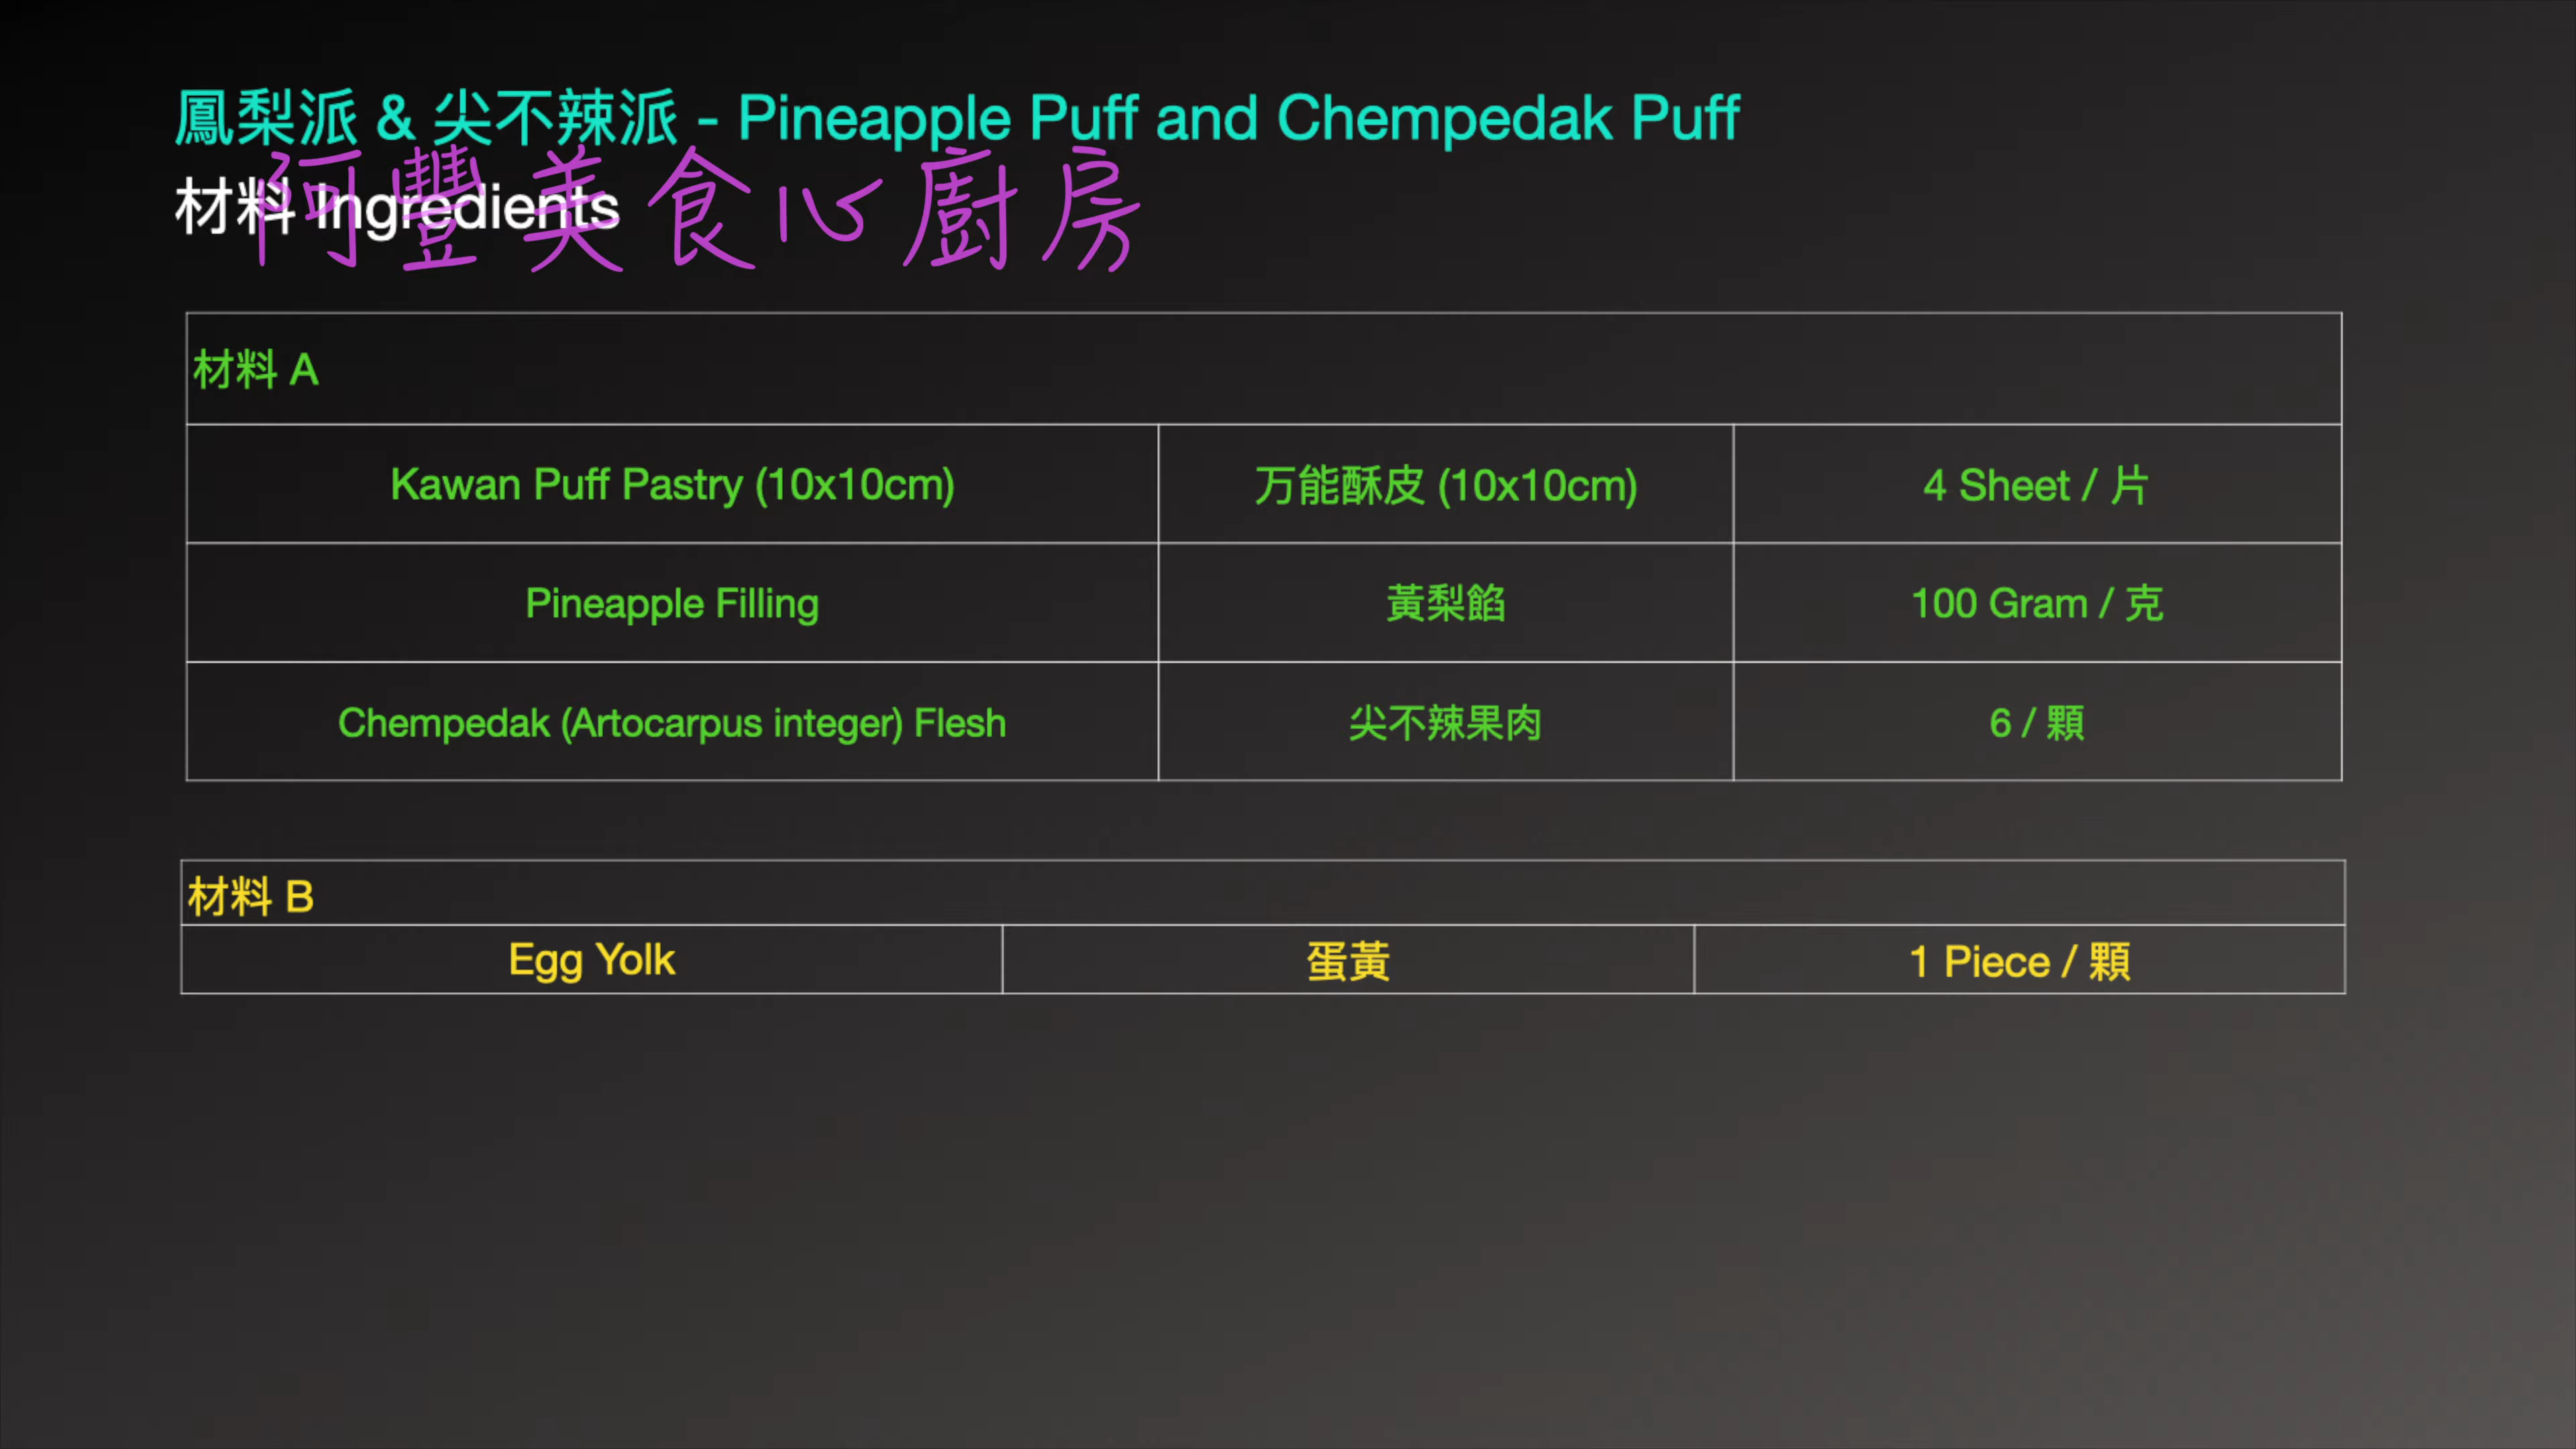 鳳梨派 & 尖不辣派 - Pineapple Puff and Chempedak Puff
材料 Ingredients
阿豐美食心廚房
材料 A
Kawan Puff Pastry (10x10cm) 万能酥皮 (10x10cm) 4 Sheet / 片
Pineapple Filling 黃梨餡 100 Gram / 克
Chempedak (Artocarpus integer) Flesh 尖不辣果肉 6 / 顆
材料 B
Egg Yolk 蛋黃 1 Piece / 顆